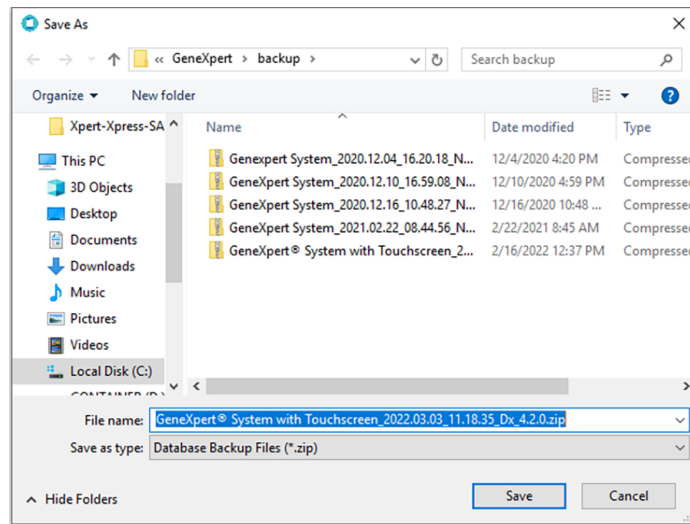 Save As
« GeneXpert › backup ›
Search backup
Organize
New folder
Name Date modified Type
Xpert-Xpress-SA
This PC
3D Objects
Desktop
Documents
Downloads
Music
Pictures
Videos
Local Disk (C:)
Genexpert System_2020.12.04_16.20.18_N... 12/4/2020 4:20 PM Compressed
GeneXpert System_2020.12.10_16.59.08_N... 12/10/2020 4:59 PM Compressed
GeneXpert System_2020.12.16_10.48.27_N... 12/16/2020 10:48 ... Compressed
GeneXpert System_2021.02.22_08.44.56_N... 2/22/2021 8:45 AM Compressed
GeneXpert® System with Touchscreen_2... 2/16/2022 12:37 PM Compressed
File name: GeneXpert® System with Touchscreen_2022.03.03_11.18.35_Dx_4.2.0.zip
Save as type: Database Backup Files (*.zip)
Hide Folders
Save
Cancel